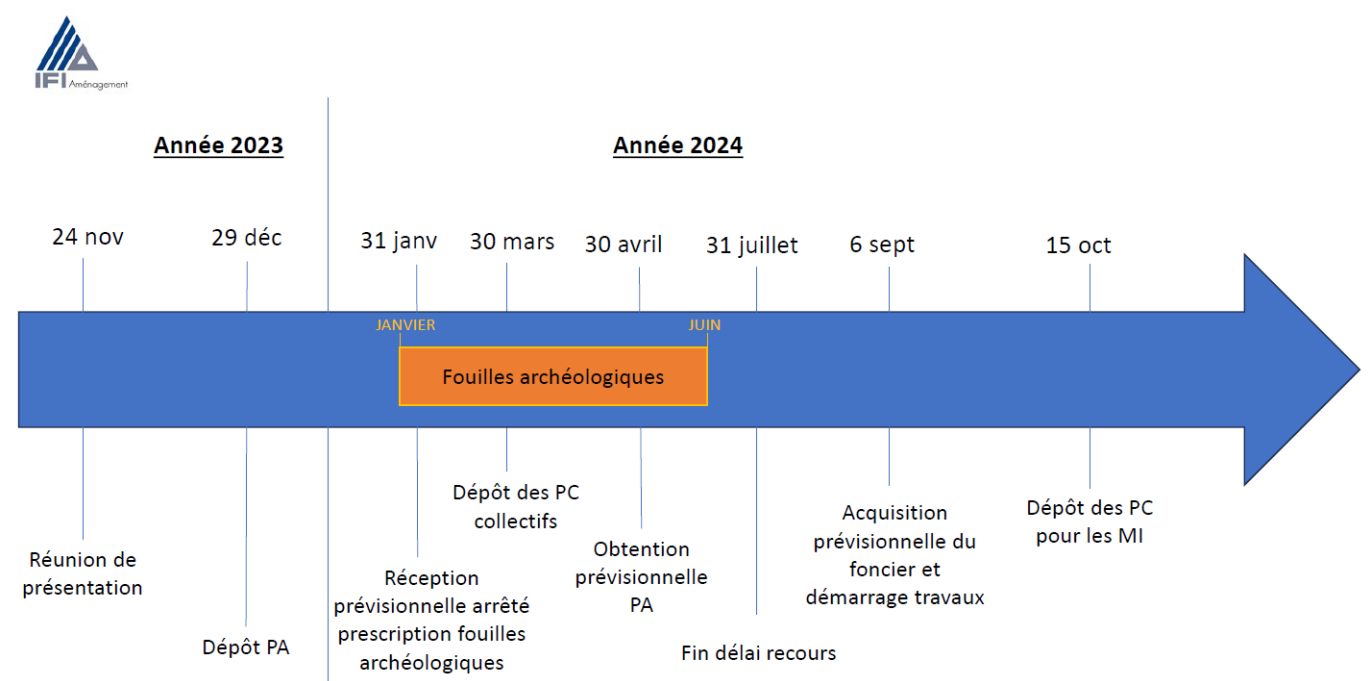 IFI Aménagement
Année 2023
Année 2024
24 nov
29 déc
31 janv
30 mars
30 avril
31 juillet
6 sept
15 oct
JANVIER
JUIN
Fouilles archéologiques
Réunion de
présentation
Dépôt PA
Réception
prévisionnelle arrêté
prescription fouilles
archéologiques
Dépôt des PC
collectifs
Obtention
prévisionnelle
PA
Fin délai recours
Acquisition
prévisionnelle du
foncier et
démarrage travaux
Dépôt des PC
pour les MI